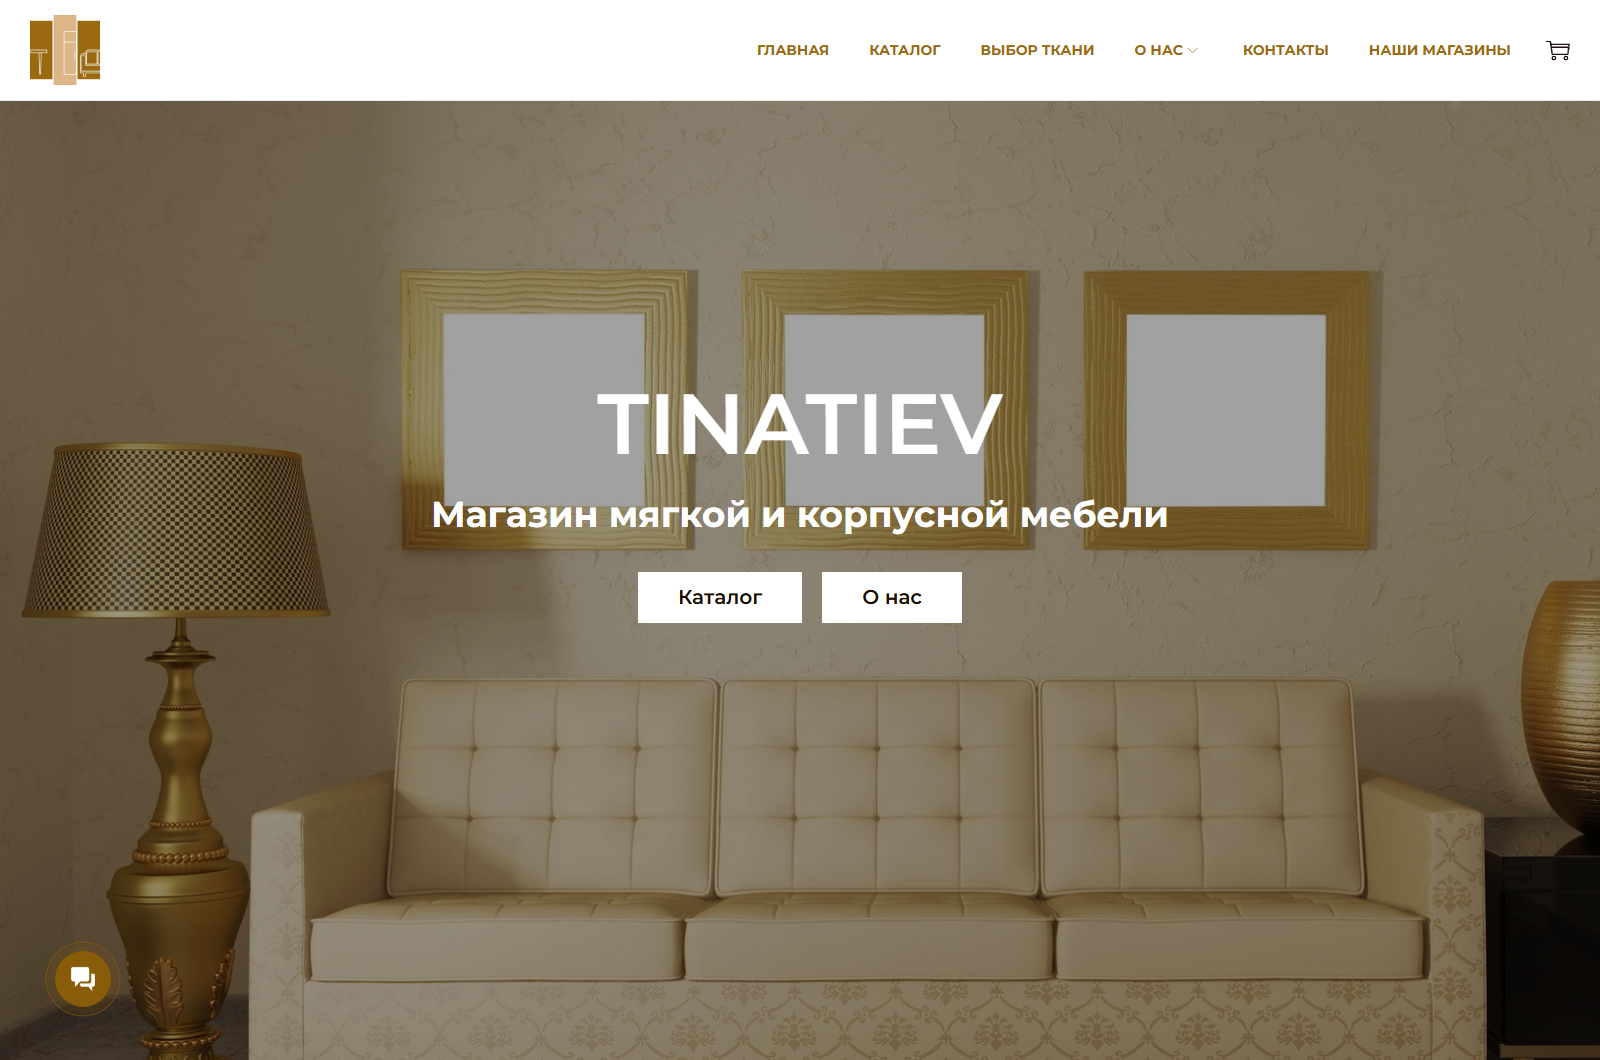 ГЛАВНАЯ
КАТАЛОГ
ВЫБОР ТКАНИ
О НАС
КОНТАКТЫ
НАШИ МАГАЗИНЫ
TINATIEV
Магазин мягкой и корпусной мебели
Каталог
О нас